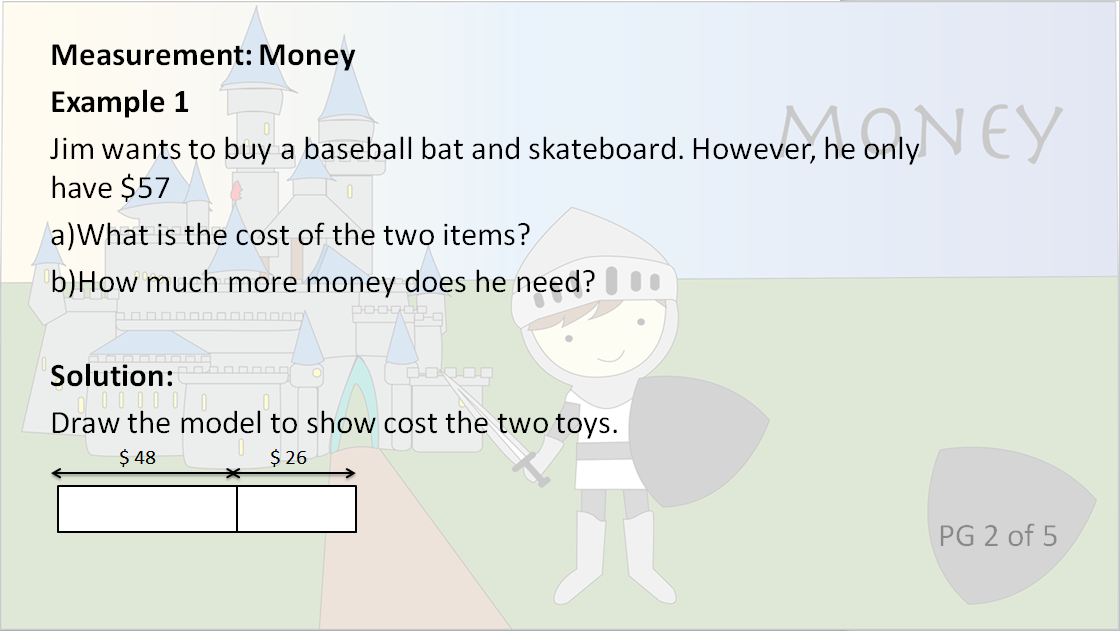 Measurement: Money
Example 1
MONEY
Jim wants to buy a baseball bat and skateboard. However, he only
have $57
a)What is the cost of the two items?
b)How much more money does he need?
Solution:
Draw the model to show cost the two toys.
$ 48 $ 26
PG 2 of 5